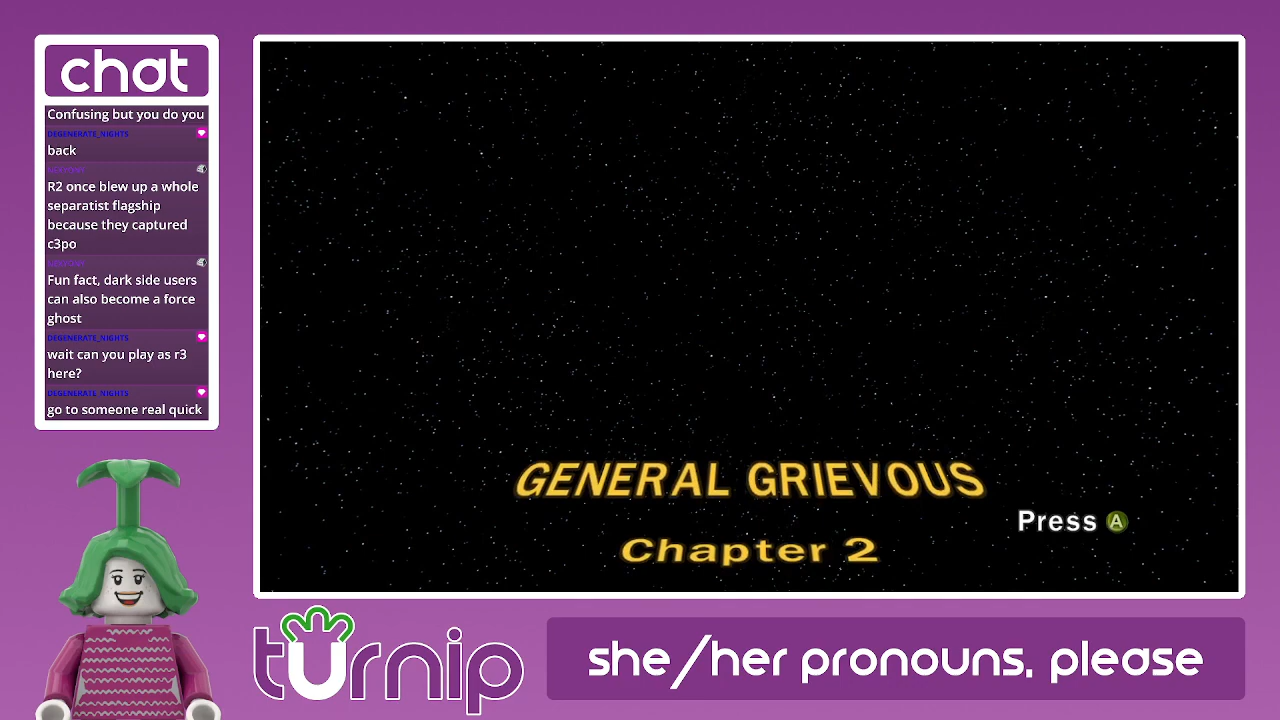 chat
Confusing but you do you
DEGENERATE_NIGHTS
back
R2 once blew up a whole
separatist flagship
because they captured
c3po
Fun fact, dark side users
can also become a force
ghost
DEGENERATE_NIGHTS
wait can you play as r3
here?
DEGENERATE_NIGHTS
go to someone real quick
GENERAL GRIEVOUS
Press A
Chapter 2
turnip
she/her pronouns, please